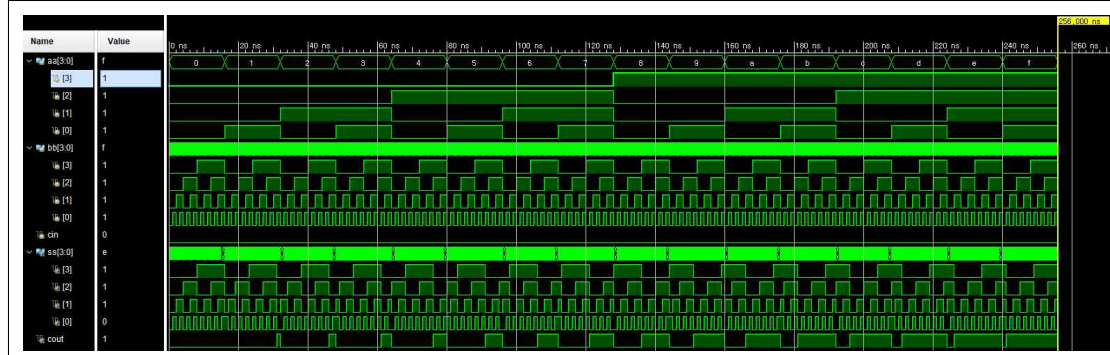 256,000 ns
Name Value
0 ns 20 ns 40 ns 60 ns 80 ns 100 ns 120 ns 140 ns 160 ns 180 ns 200 ns 220 ns 240 ns 260 ns
aa[3:0] f 0 1 2 3 4 5 6 7 8 9 a b c d e f
[3] 1
[2] 1
[1] 1
[0] 1
bb[3:0] f
[3] 1
[2] 1
[1] 1
[0] 1
cin 0
ss[3:0] e
[3] 1
[2] 1
[1] 1
[0] 0
cout 1